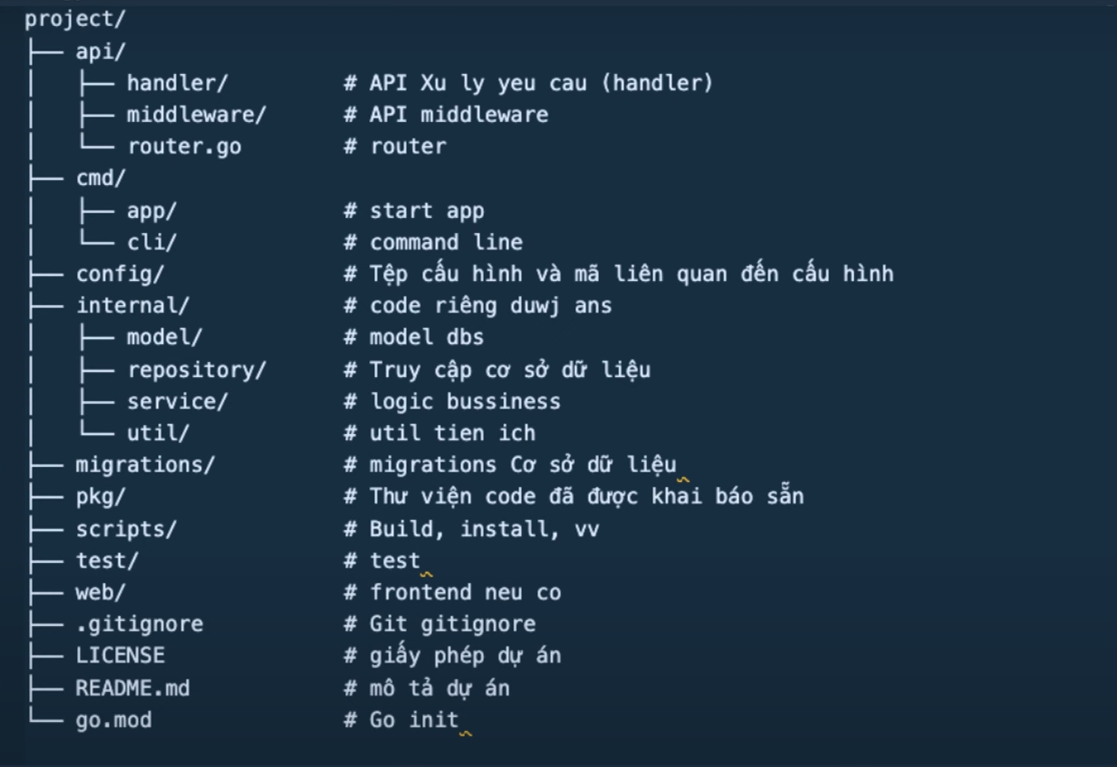 project/
├── api/
│   ├── handler/         # API Xu ly yeu cau (handler)
│   ├── middleware/      # API middleware
│   └── router.go        # router
├── cmd/
│   ├── app/             # start app
│   └── cli/             # command line
├── config/              # Tệp cấu hình và mã liên quan đến cấu hình
├── internal/            # code riêng duwj ans
│   ├── model/           # model dbs
│   ├── repository/      # Truy cập cơ sở dữ liệu
│   ├── service/         # logic bussiness
│   └── util/            # util tien ich
├── migrations/          # migrations Cơ sở dữ liệu
├── pkg/                 # Thư viện code đã được khai báo sẵn
├── scripts/             # Build, install, vv
├── test/                # test
├── web/                 # frontend neu co
├── .gitignore           # Git gitignore
├── LICENSE              # giấy phép dự án
├── README.md            # mô tả dự án
└── go.mod               # Go init